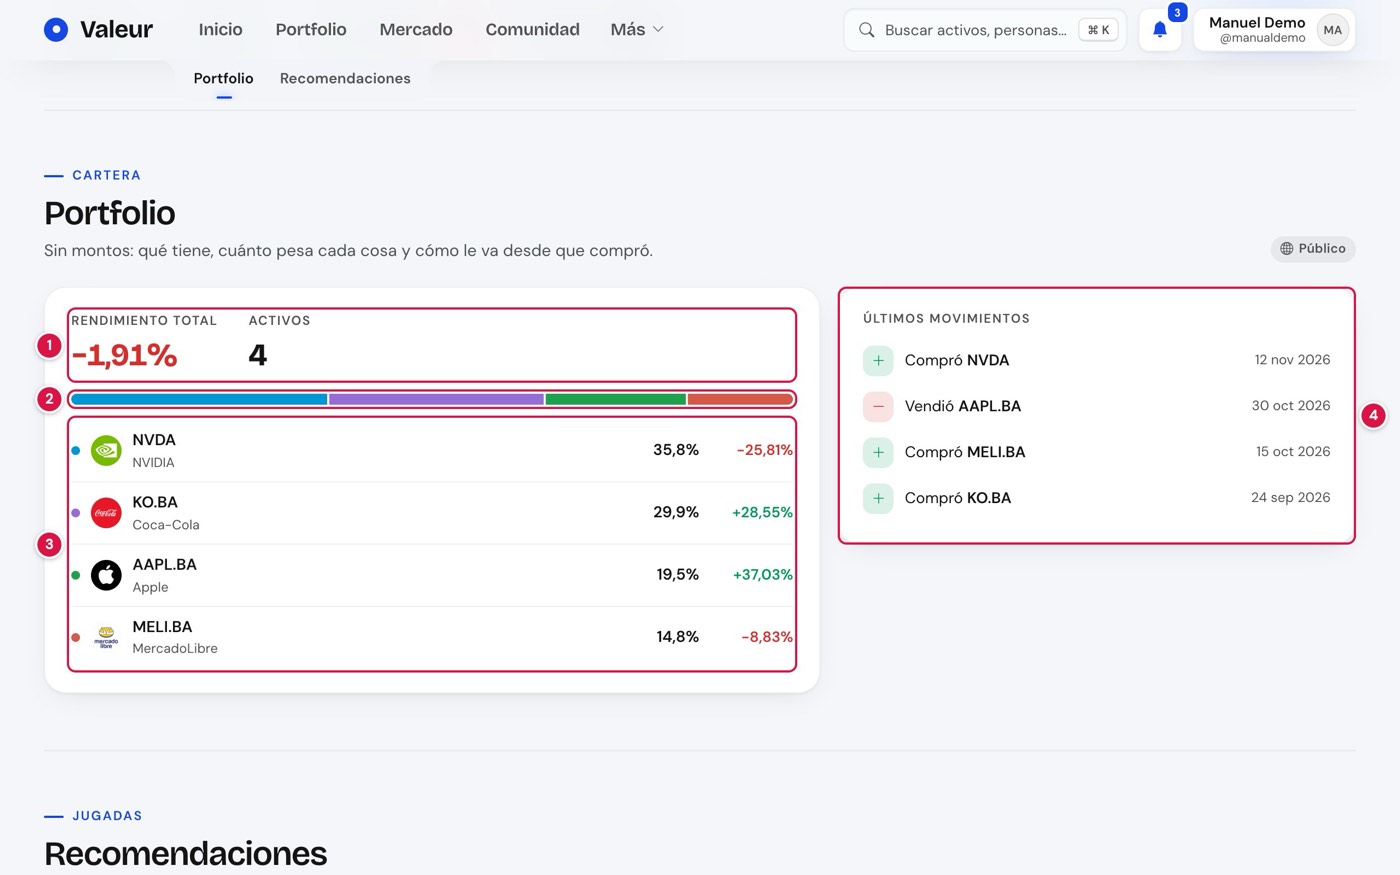 Valeur
Inicio
Portfolio
Mercado
Comunidad
Más
Buscar activos, personas...
⌘ K
3
Manuel Demo
@manualdemo
MA
Portfolio
Recomendaciones
CARTERA
Portfolio
Sin montos: qué tiene, cuánto pesa cada cosa y cómo le va desde que compró.
Público
1
RENDIMIENTO TOTAL
−1,91%
ACTIVOS
4
2
3
NVDA
NVIDIA
35,8%
−25,81%
KO.BA
Coca-Cola
29,9%
+28,55%
AAPL.BA
Apple
19,5%
+37,03%
mercado
libre
MELI.BA
MercadoLibre
14,8%
−8,83%
ÚLTIMOS MOVIMIENTOS
Compró NVDA
12 nov 2026
Vendió AAPL.BA
30 oct 2026
Compró MELI.BA
15 oct 2026
Compró KO.BA
24 sep 2026
4
JUGADAS
Recomendaciones